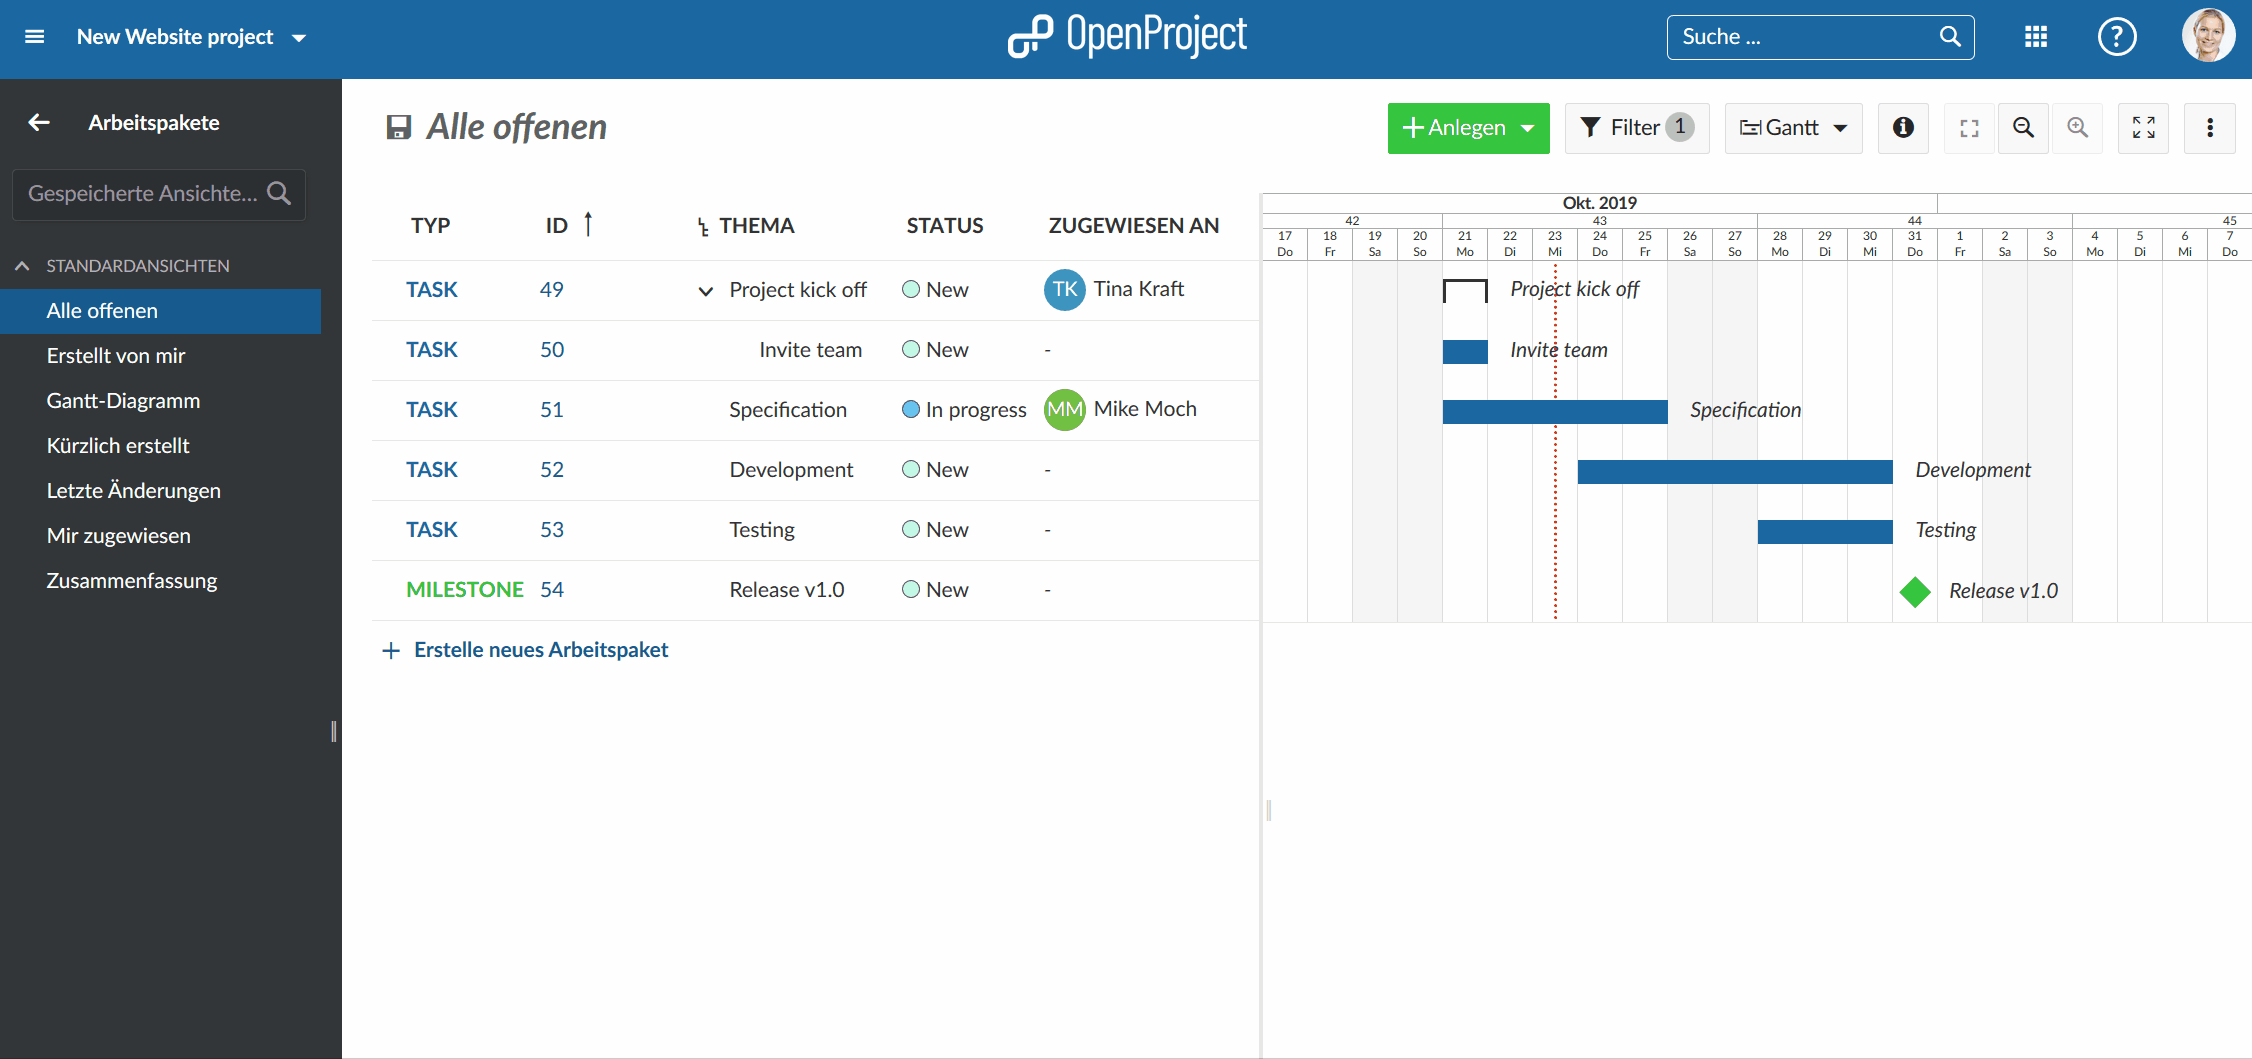 New Website project
OpenProject
Suche ...
?
Arbeitspakete
Gespeicherte Ansichte...
STANDARDANSICHTEN
Alle offenen
Erstellt von mir
Gantt-Diagramm
Kürzlich erstellt
Letzte Änderungen
Mir zugewiesen
Zusammenfassung
Alle offenen
Anlegen
Filter 1
Gantt
TYP ID THEMA STATUS ZUGEWIESEN AN
TASK 49 Project kick off New TK Tina Kraft
TASK 50 Invite team New -
TASK 51 Specification In progress MM Mike Moch
TASK 52 Development New -
TASK 53 Testing New -
MILESTONE 54 Release v1.0 New -
+ Erstelle neues Arbeitspaket
Okt. 2019
42 43 44 45
17 18 19 20 21 22 23 24 25 26 27 28 29 30 31 1 2 3 4 5 6 7
Do Fr Sa So Mo Di Mi Do Fr Sa So Mo Di Mi Do Fr Sa So Mo Di Mi Do
Project kick off
Invite team
Specification
Development
Testing
Release v1.0